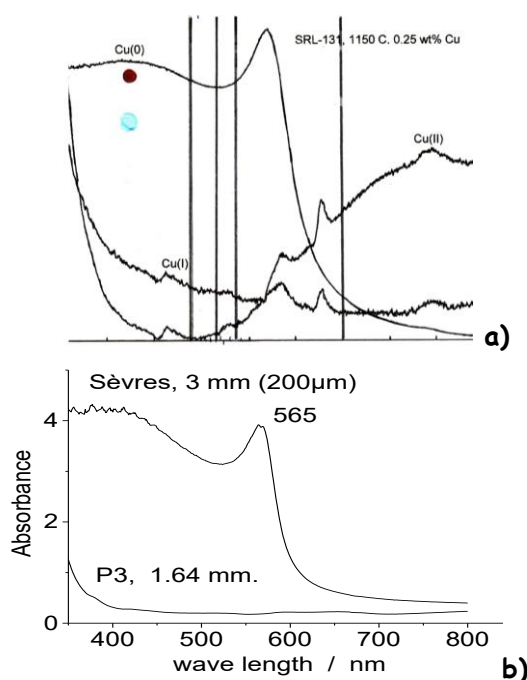 Cu(0)
SRL-131, 1150 C, 0.25 wt% Cu
Cu(II)
Cu(I)
a)
Sèvres, 3 mm (200µm)
565
4
Absorbance
2
P3, 1.64 mm.
0
400 500 600 700 800
wave length / nm
b)